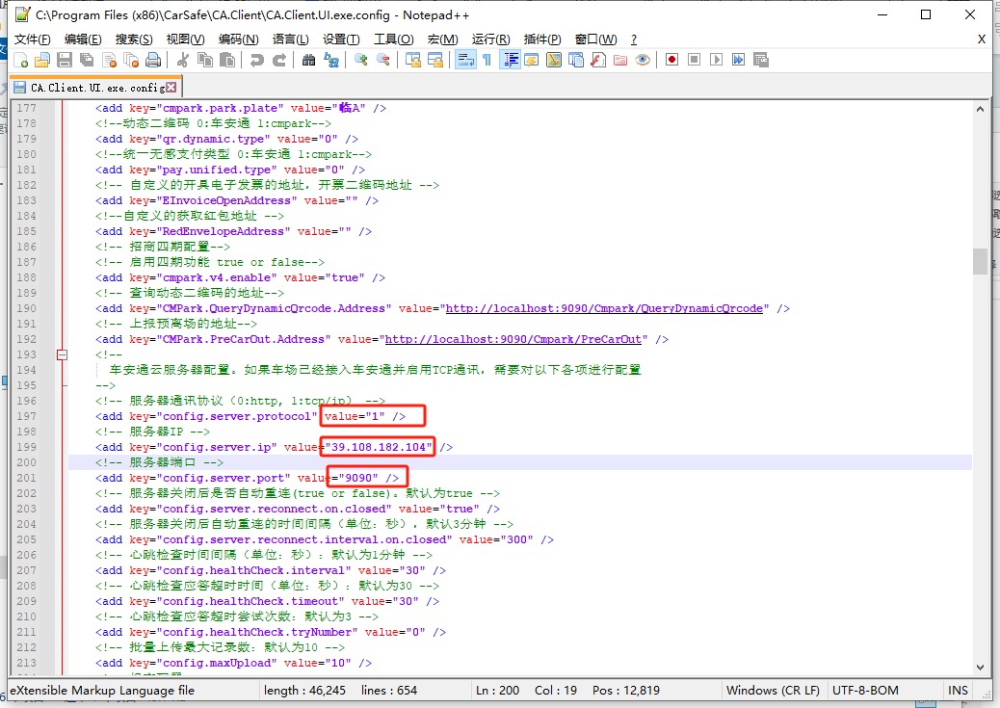 C:\Program Files (x86)\CarSafe\CA.Client\CA.Client.UI.exe.config - Notepad++
文件(F) 编辑(E) 搜索(S) 视图(V) 编码(N) 语言(L) 设置(T) 工具(O) 宏(M) 运行(R) 插件(P) 窗口(W) ? X
CA.Client.UI.exe.config
177 <add key="cmpark.park.plate" value="临A" />
178 <!--动态二维码 0:车安通 1:cmpark-->
179 <add key="qr.dynamic.type" value="0" />
180 <!--统一无感支付类型 0:车安通 1:cmpark-->
181 <add key="pay.unified.type" value="0" />
182 <!-- 自定义的开具电子发票的地址, 开票二维码地址 -->
183 <add key="EInvoiceOpenAddress" value="" />
184 <!--自定义的获取红包地址 -->
185 <add key="RedEnvelopeAddress" value="" />
186 <!-- 招商四期配置-->
187 <!-- 启用四期功能 true or false-->
188 <add key="cmpark.v4.enable" value="true" />
189 <!-- 查询动态二维码的地址-->
190 <add key="CMPark.QueryDynamicQrcode.Address" value="http://localhost:9090/Cmpark/QueryDynamicQrcode" />
191 <!-- 上报预离场的地址-->
192 <add key="CMPark.PreCarOut.Address" value="http://localhost:9090/Cmpark/PreCarOut" />
193 <!--
194 车安通云服务器配置。如果车场已经接入车安通并启用TCP通讯, 需要对以下各项进行配置
195 -->
196 <!-- 服务器通讯协议（0:http, 1:tcp/ip） -->
197 <add key="config.server.protocol" value="1" />
198 <!-- 服务器IP -->
199 <add key="config.server.ip" value="39.108.182.104" />
200 <!-- 服务器端口 -->
201 <add key="config.server.port" value="9090" />
202 <!-- 服务器关闭后是否自动重连(true or false)。默认为true -->
203 <add key="config.server.reconnect.on.closed" value="true" />
204 <!-- 服务器关闭后自动重连的时间间隔（单位：秒）, 默认3分钟 -->
205 <add key="config.server.reconnect.interval.on.closed" value="300" />
206 <!-- 心跳检查时间间隔（单位：秒）：默认为1分钟 -->
207 <add key="config.healthCheck.interval" value="30" />
208 <!-- 心跳检查应答超时时间（单位：秒）：默认为30 -->
209 <add key="config.healthCheck.timeout" value="30" />
210 <!-- 心跳检查应答超时尝试次数：默认为3 -->
211 <add key="config.healthCheck.tryNumber" value="0" />
212 <!-- 批量上传最大记录数：默认为10 -->
213 <add key="config.maxUpload" value="10" />
eXtensible Markup Language file length : 46,245 lines : 654 Ln : 200 Col : 19 Pos : 12,819 Windows (CR LF) UTF-8-BOM INS